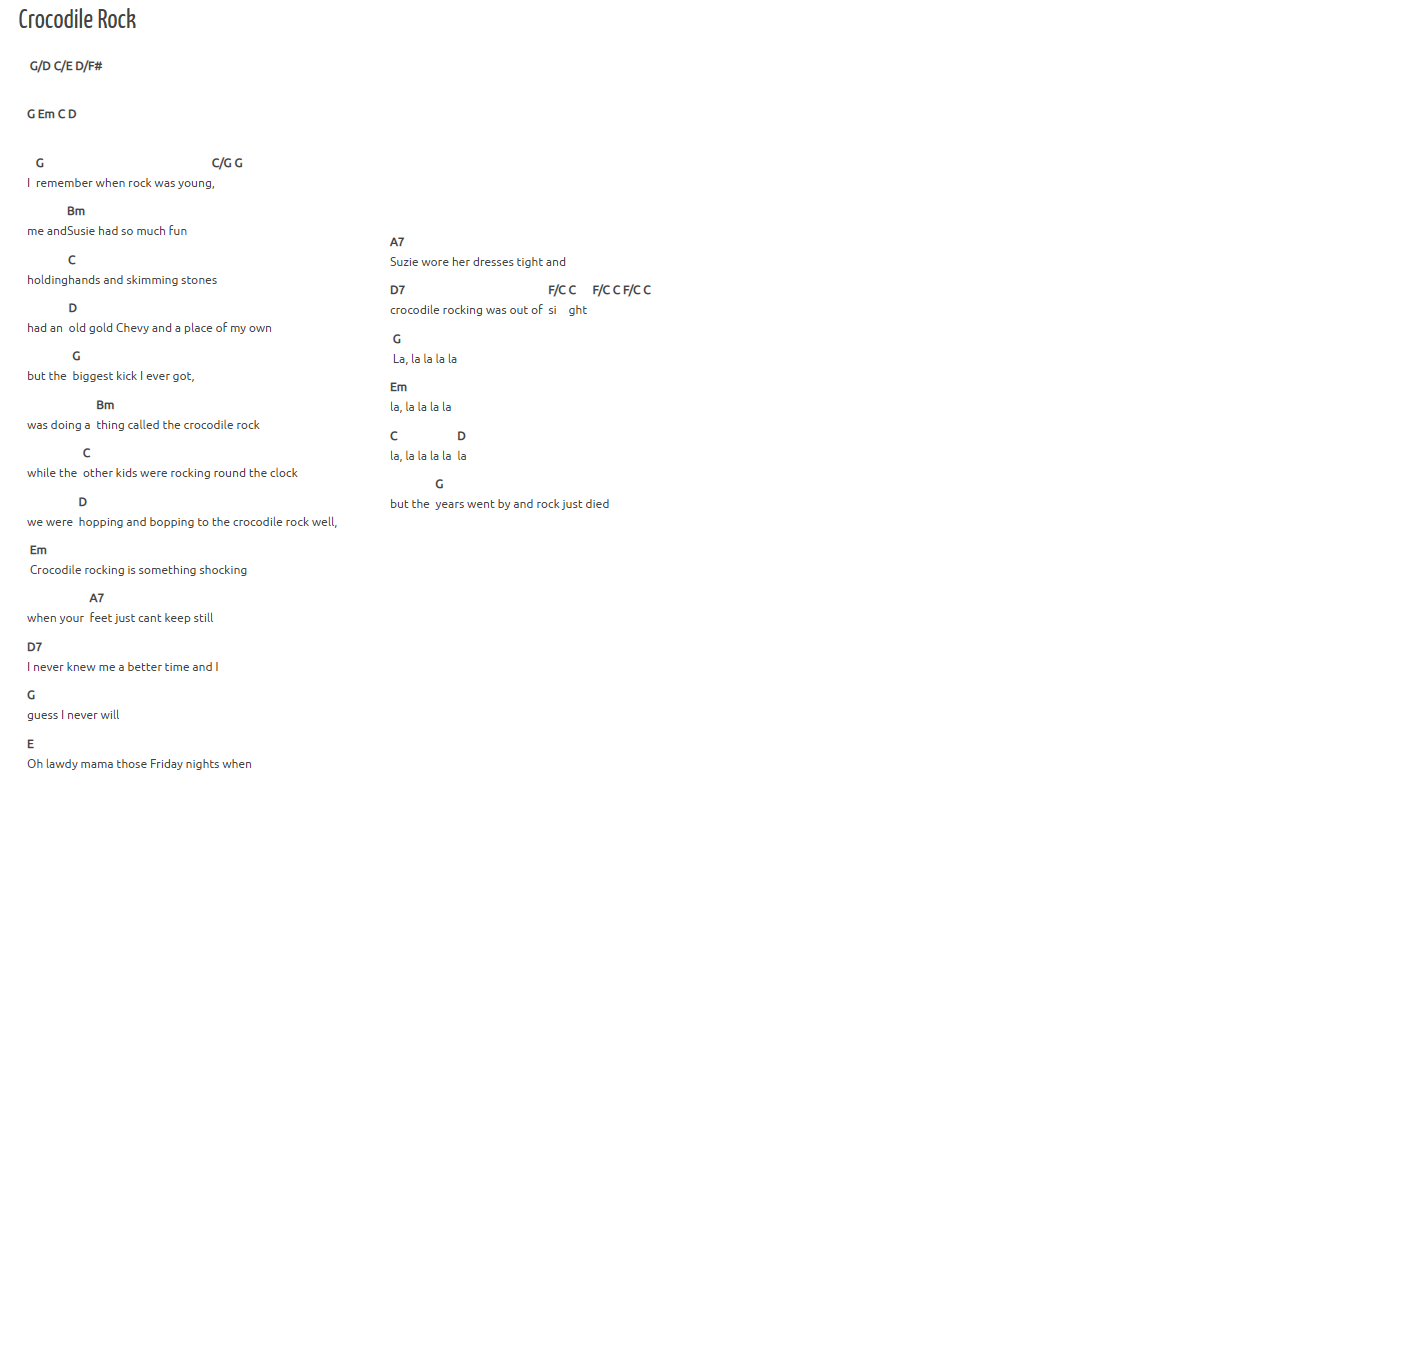 Crocodile Rock
G/D C/E D/F#
G Em C D
G C/G G
I remember when rock was young,
Bm
me andSusie had so much fun
C
holdinghands and skimming stones
D
had an old gold Chevy and a place of my own
G
but the biggest kick I ever got,
Bm
was doing a thing called the crocodile rock
C
while the other kids were rocking round the clock
D
we were hopping and bopping to the crocodile rock well,
Em
Crocodile rocking is something shocking
A7
when your feet just cant keep still
D7
I never knew me a better time and I
G
guess I never will
E
Oh lawdy mama those Friday nights when
A7
Suzie wore her dresses tight and
D7 F/C C F/C C F/C C
crocodile rocking was out of si ght
G
La, la la la la
Em
la, la la la la
C D
la, la la la la la
G
but the years went by and rock just died